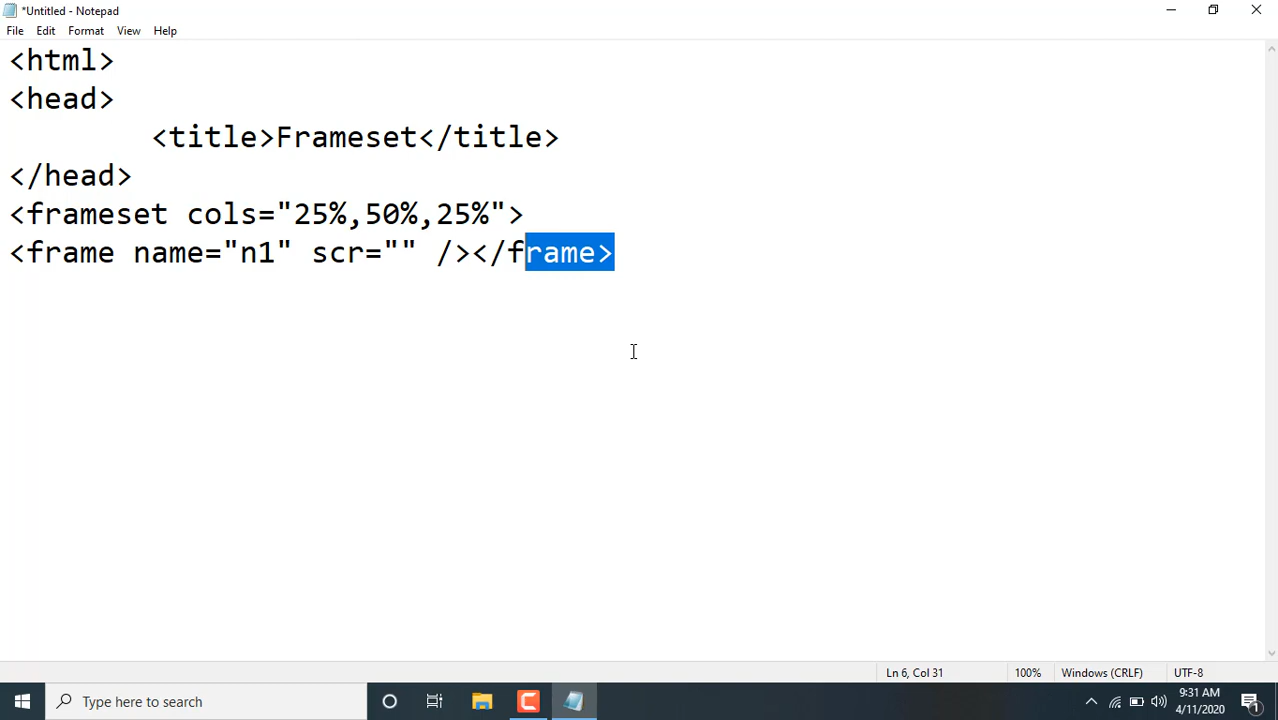 *Untitled - Notepad
File Edit Format View Help
<html>
<head>
<title>Frameset</title>
</head>
<frameset cols="25%,50%,25%">
<frame name="n1" scr="" /></frame>
Ln 6, Col 31 100% Windows (CRLF) UTF-8
Type here to search
9:31 AM
4/11/2020
1